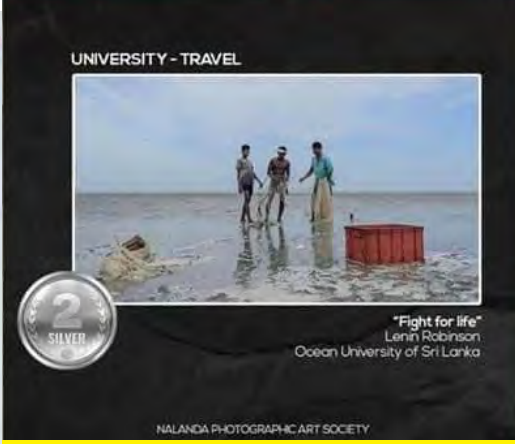 UNIVERSITY - TRAVEL
2
SILVER
"Fight for life"
Lenin Robinson
Ocean University of Sri Lanka
NALANDA PHOTOGRAPHIC ART SOCIETY